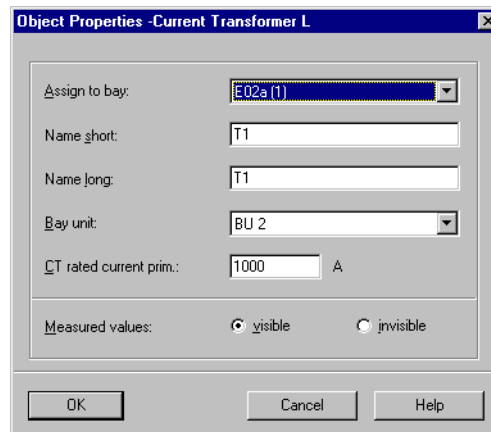 Object Properties -Current Transformer L
Assign to bay: E02a (1)
Name short: T1
Name long: T1
Bay unit: BU 2
CT rated current prim.: 1000 A
Measured values: visible invisible
OK Cancel Help